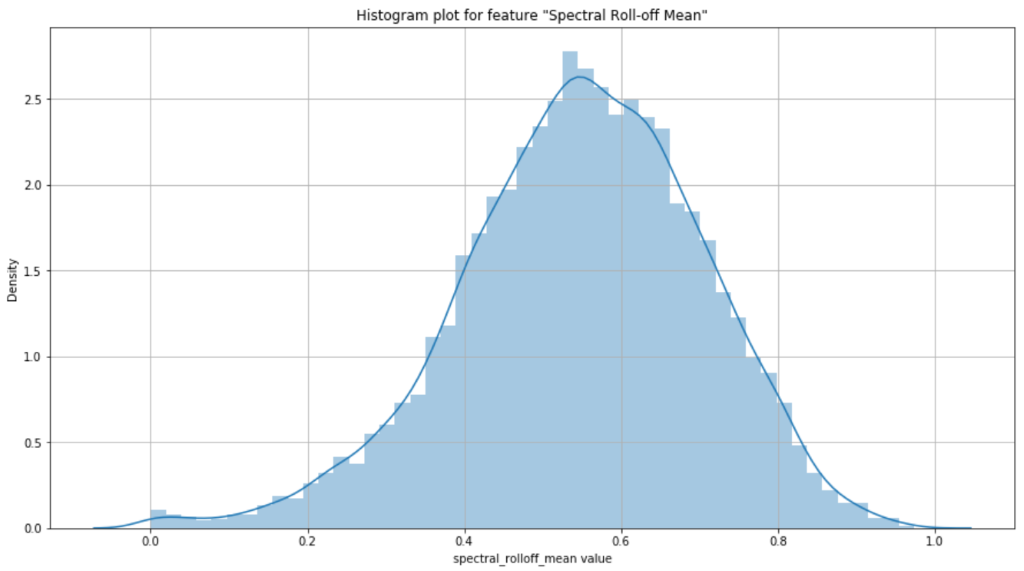 Histogram plot for feature "Spectral Roll-off Mean"
Density
2.5
2.0
1.5
1.0
0.5
0.0
0.0 0.2 0.4 0.6 0.8 1.0
spectral_rolloff_mean value